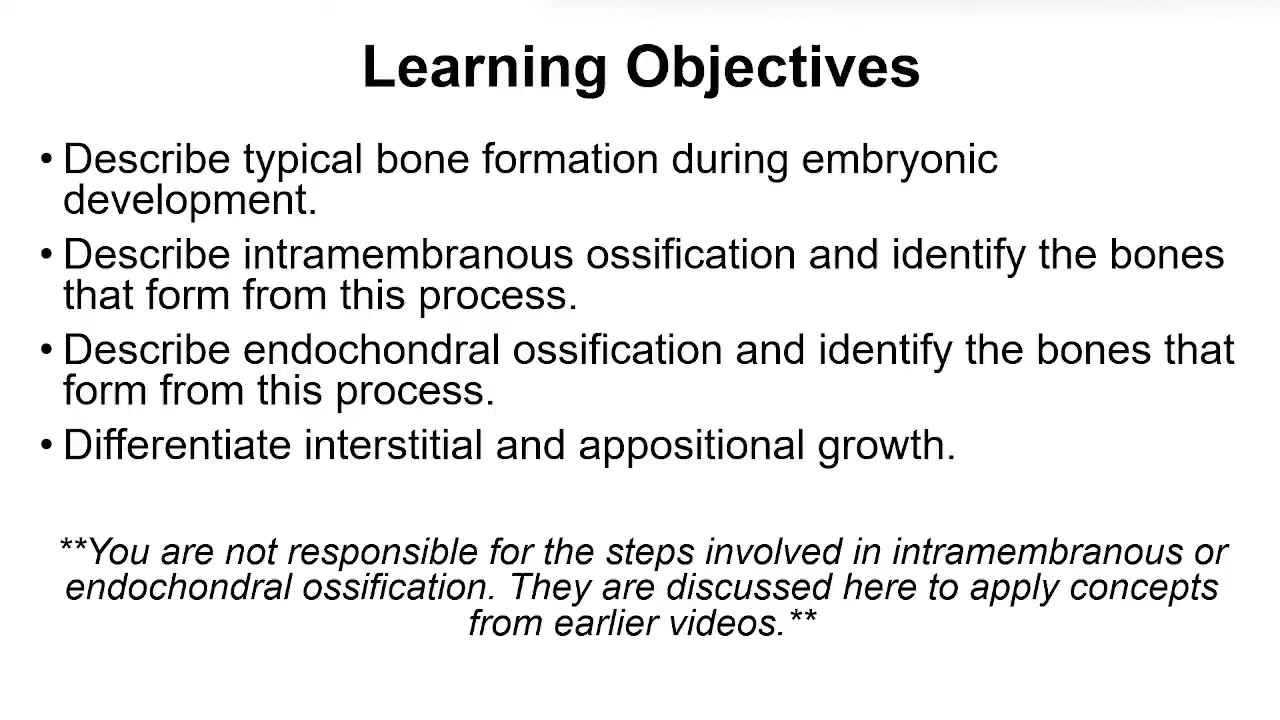 Learning Objectives
• Describe typical bone formation during embryonic
development.
• Describe intramembranous ossification and identify the bones
that form from this process.
• Describe endochondral ossification and identify the bones that
form from this process.
• Differentiate interstitial and appositional growth.
**You are not responsible for the steps involved in intramembranous or
endochondral ossification. They are discussed here to apply concepts
from earlier videos.**